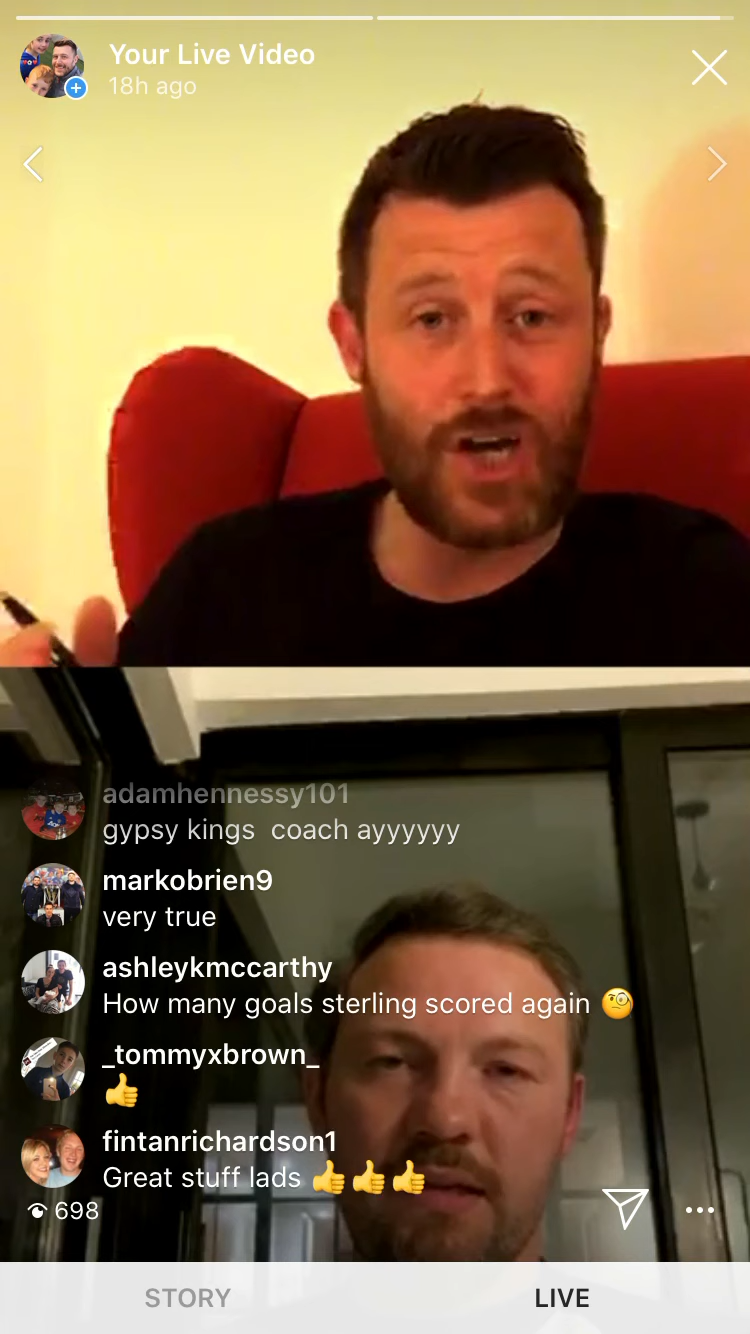 Your Live Video
18h ago
adamhennessy101
gypsy kings coach ayyyyyy
markobrien9
very true
ashleykmccarthy
How many goals sterling scored again 🧐
_tommyxbrown_
👍
fintanrichardson1
Great stuff lads 👍👍👍
698
STORY
LIVE